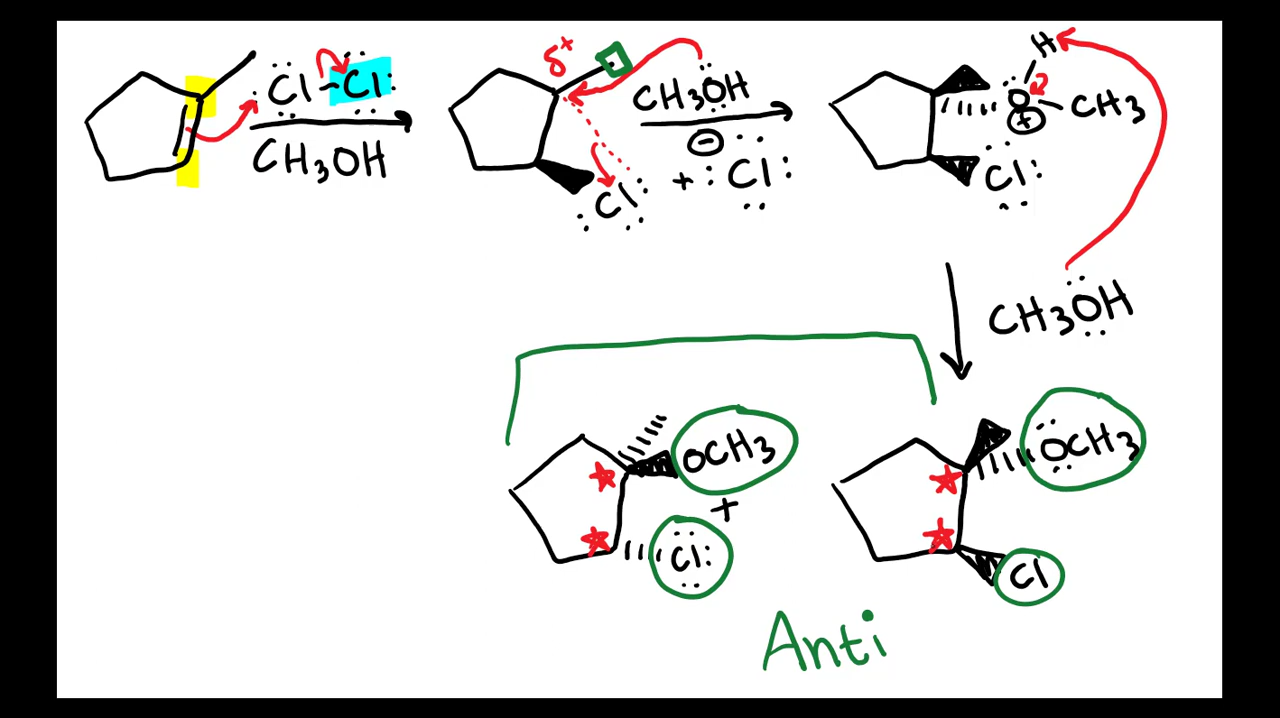 Cl-Cl
CH3OH
δ+
CH3OH
Cl
+ Cl
−
H
O
+
CH3
Cl
CH3OH
OCH3
+
Cl
OCH3
Cl
Anti